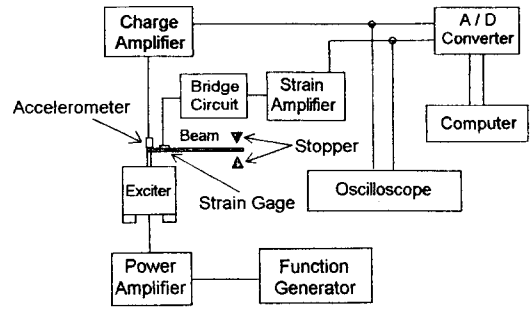 Charge
Amplifier
A / D
Converter
Bridge
Circuit
Strain
Amplifier
Accelerometer
Beam
Stopper
Computer
Exciter
Strain Gage
Oscilloscope
Power
Amplifier
Function
Generator